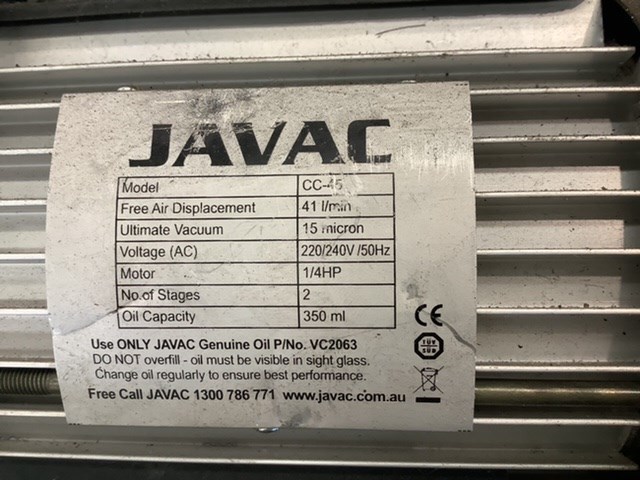 JAVAC
Model CC-45
Free Air Displacement 41 l/min
Ultimate Vacuum 15 micron
Voltage (AC) 220/240V /50Hz
Motor 1/4HP
No.of Stages 2
Oil Capacity 350 ml
CE
Use ONLY JAVAC Genuine Oil P/No. VC2063
DO NOT overfill - oil must be visible in sight glass.
Change oil regularly to ensure best performance.
Free Call JAVAC 1300 786 771 www.javac.com.au